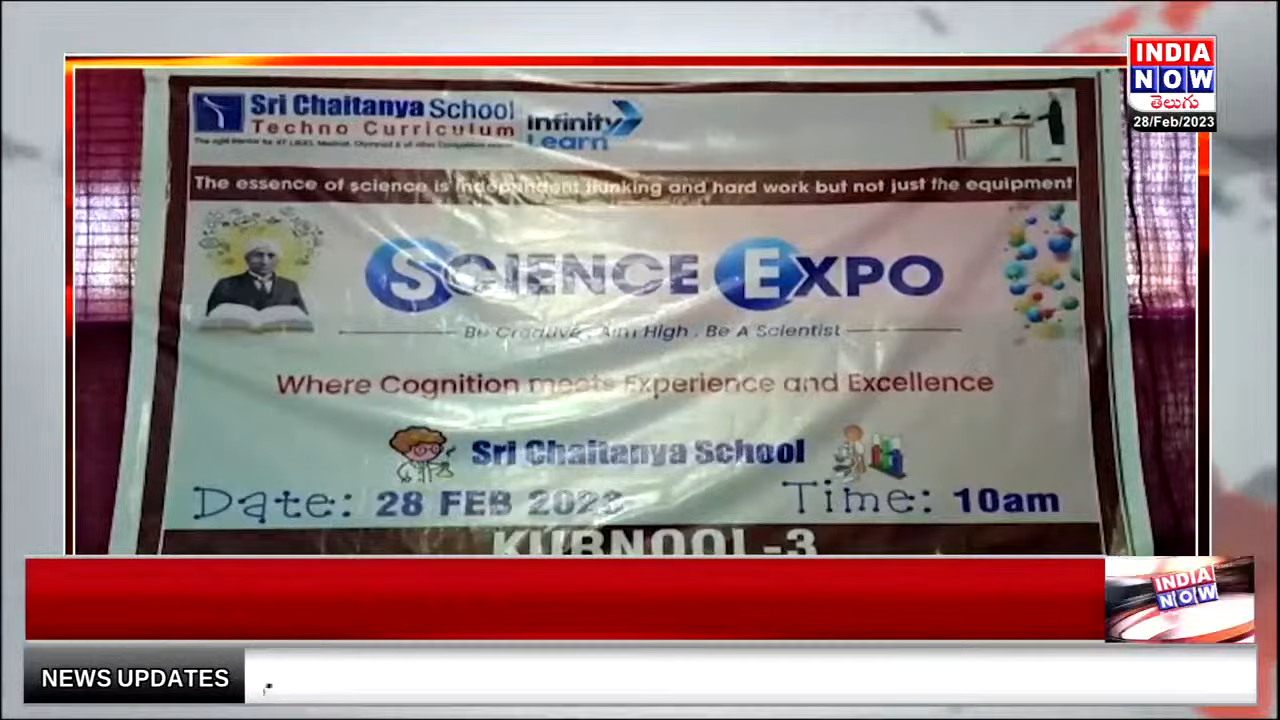 INDIA
NOW
తెలుగు
28/Feb/2023
Sri Chaitanya School
Techno Curriculum
Infinity
Learn
The essence of science is independent thinking and hard work but not just the equipment
SCIENCE EXPO
Be Creative . Aim High . Be A Scientist
Where Cognition meets Experience and Excellence
Sri Chaitanya School
Date: 28 FEB 2023
Time: 10am
KURNOOL-3
INDIA
NOW
NEWS UPDATES